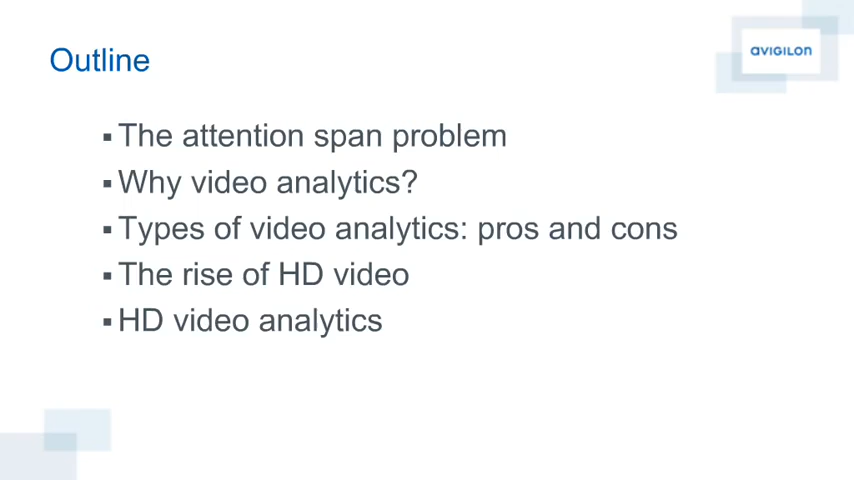 Outline
aVIGILON
▪ The attention span problem
▪ Why video analytics?
▪ Types of video analytics: pros and cons
▪ The rise of HD video
▪ HD video analytics